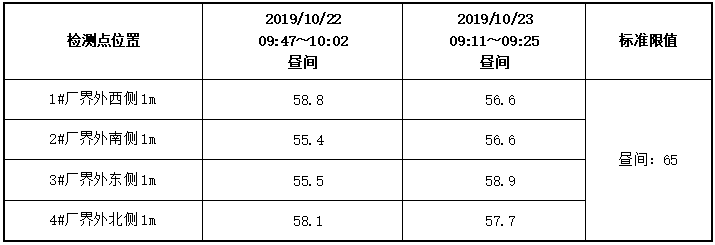 检测点位置
2019/10/22
09:47～10:02
昼间
2019/10/23
09:11～09:25
昼间
标准限值
1#厂界外西侧1m
58.8
56.6
昼间：65
2#厂界外南侧1m
55.4
56.6
3#厂界外东侧1m
55.5
58.9
4#厂界外北侧1m
58.1
57.7